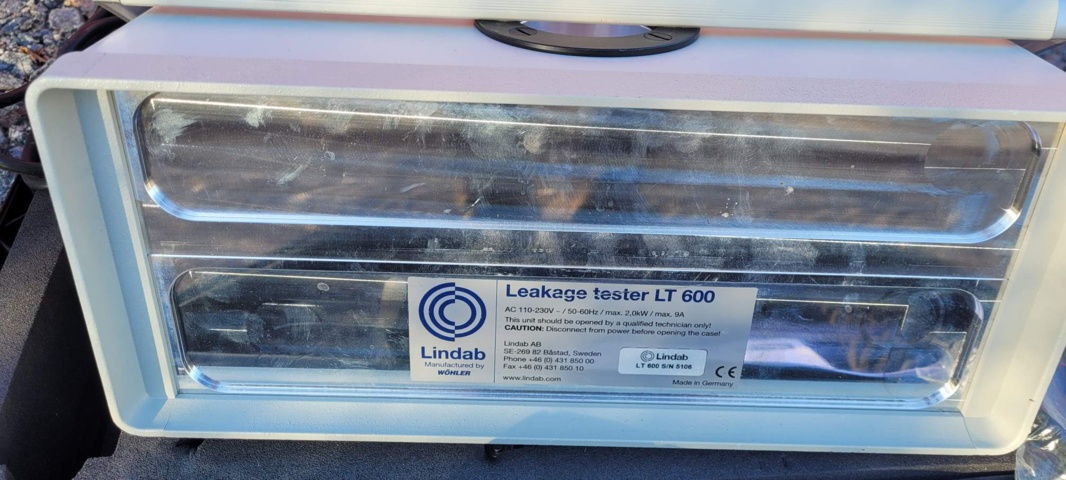 Leakage tester LT 600
AC 110-230V ~ / 50-60Hz / max. 2,0kW / max. 9A
This unit should be opened by a qualified technician only!
CAUTION: Disconnect from power before opening the case!
Lindab
Manufactured by
WÖHLER
Lindab AB
SE-269 82 Båstad, Sweden
Phone +46 (0) 431 850 00
Fax +46 (0) 431 850 10
www.lindab.com
Lindab
LT 600 S/N 5108
CE
Made in Germany